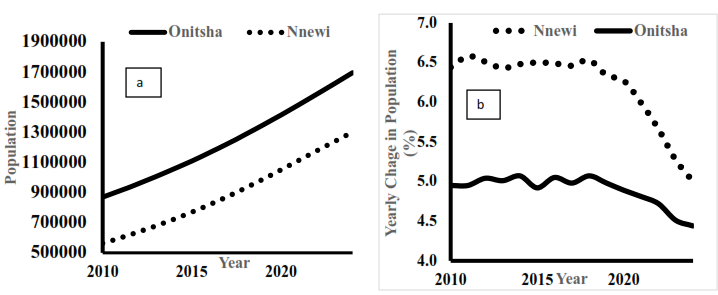 Onitsha Nnewi
1900000
1700000
1500000
1300000
1100000
900000
700000
500000
Population
a
2010 2015 2020
Year
Nnewi Onitsha
7.0
6.5
6.0
5.5
5.0
4.5
4.0
Yearly Chage in Population
(%)
b
2010 2015 Year 2020